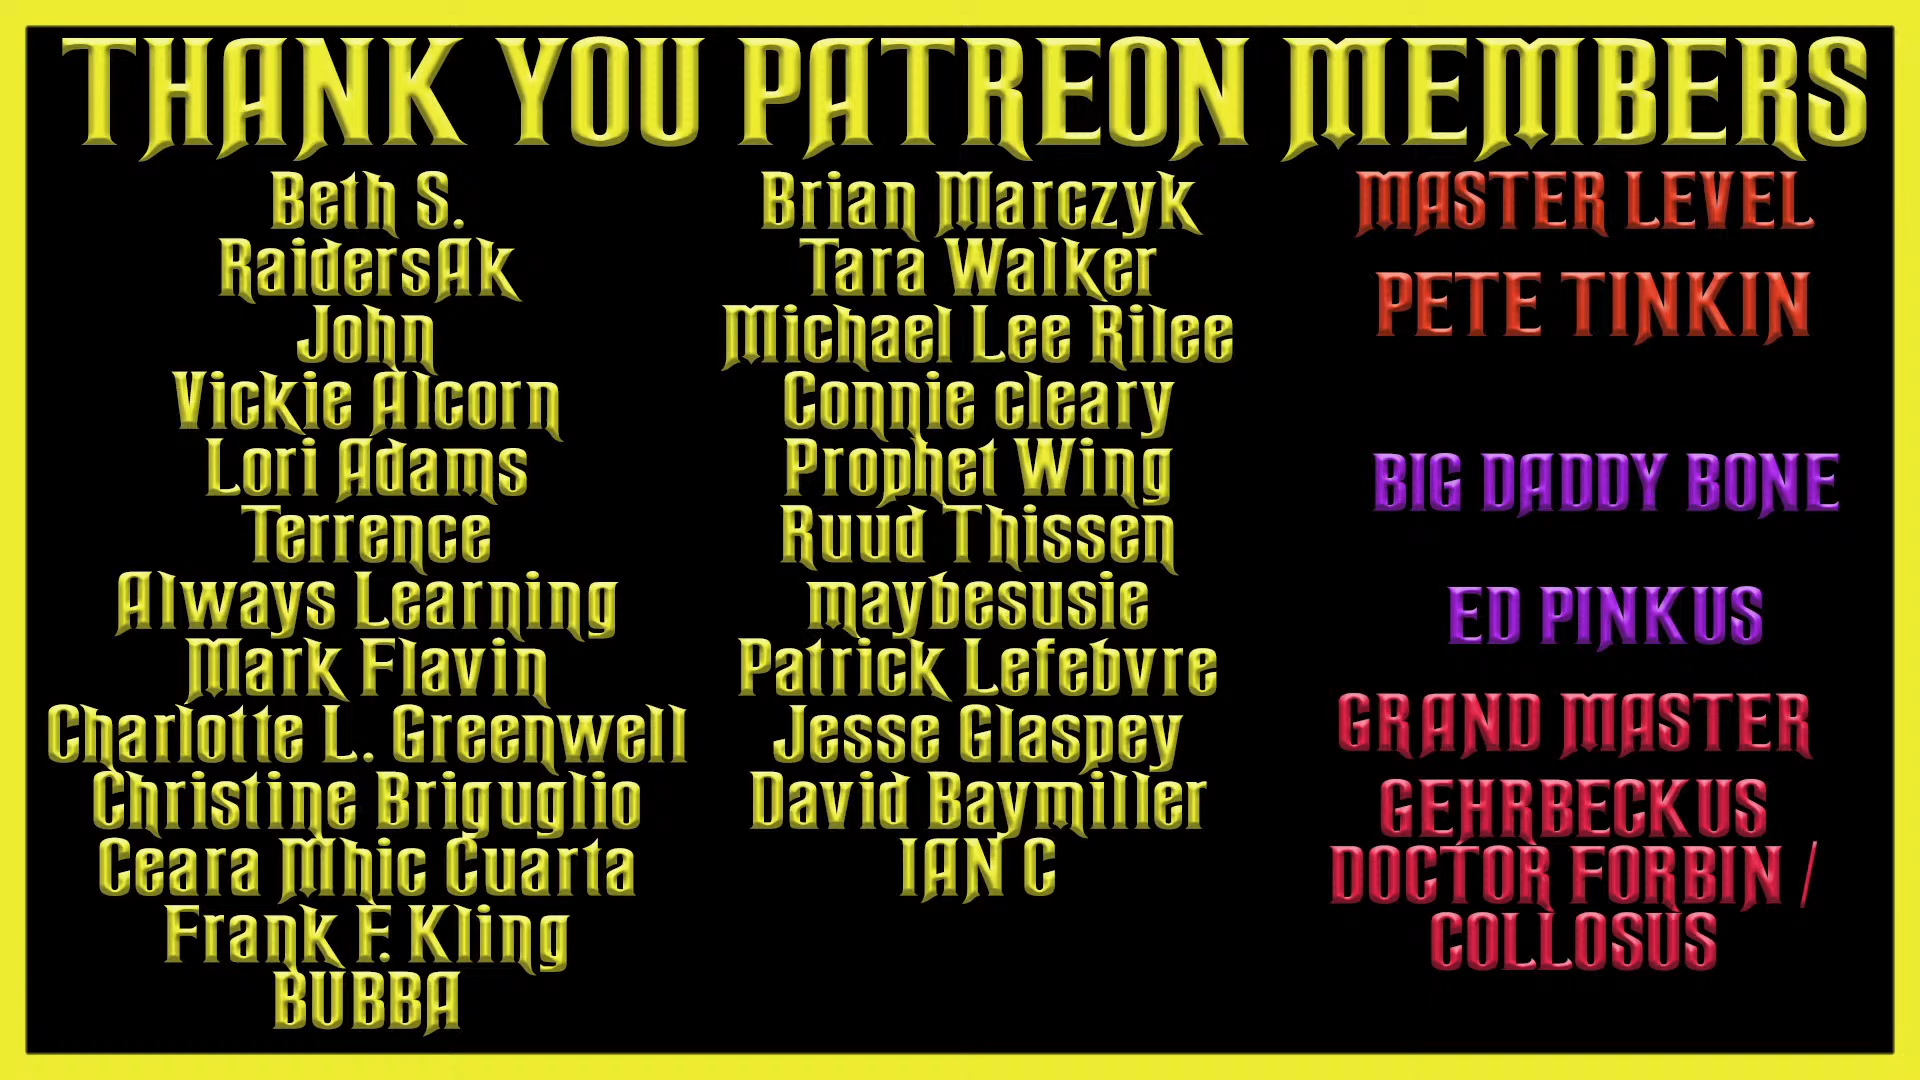 THANK YOU PATREON MEMBERS
Beth S.
RaidersAk
John
Vickie Alcorn
Lori Adams
Terrence
Always Learning
Mark Flavin
Charlotte L. Greenwell
Christine Briguglio
Ceara Mhic Cuarta
Frank F. Kling
BUBBA
Brian Marczyk
Tara Walker
Michael Lee Rilee
Connie cleary
Prophet Wing
Ruud Thissen
maybesusie
Patrick Lefebvre
Jesse Glaspey
David Baymiller
IAN C
MASTER LEVEL
PETE TINKIN
BIG DADDY BONE
ED PINKUS
GRAND MASTER
GEHRBECKUS
DOCTOR FORBIN /
COLLOSUS